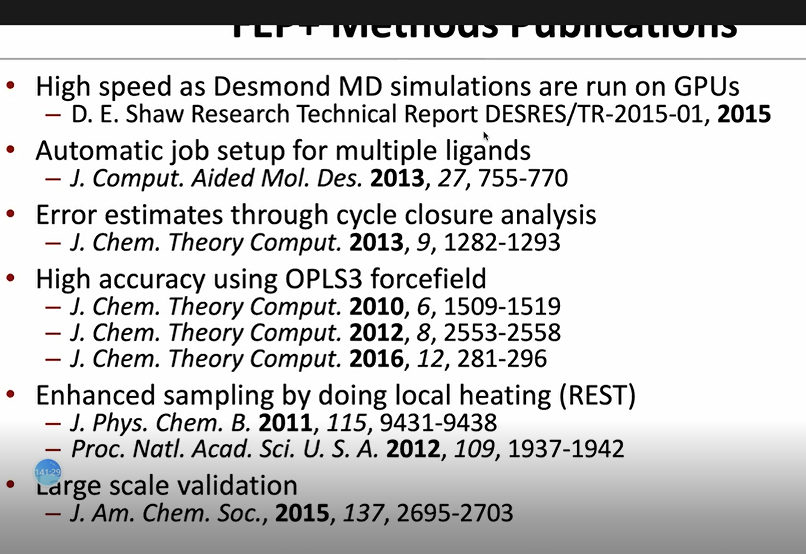 FEP+ Methods Publications
• High speed as Desmond MD simulations are run on GPUs
– D. E. Shaw Research Technical Report DESRES/TR-2015-01, 2015
• Automatic job setup for multiple ligands
– J. Comput. Aided Mol. Des. 2013, 27, 755-770
• Error estimates through cycle closure analysis
– J. Chem. Theory Comput. 2013, 9, 1282-1293
• High accuracy using OPLS3 forcefield
– J. Chem. Theory Comput. 2010, 6, 1509-1519
– J. Chem. Theory Comput. 2012, 8, 2553-2558
– J. Chem. Theory Comput. 2016, 12, 281-296
• Enhanced sampling by doing local heating (REST)
– J. Phys. Chem. B. 2011, 115, 9431-9438
– Proc. Natl. Acad. Sci. U. S. A. 2012, 109, 1937-1942
1:41:29
• Large scale validation
– J. Am. Chem. Soc., 2015, 137, 2695-2703